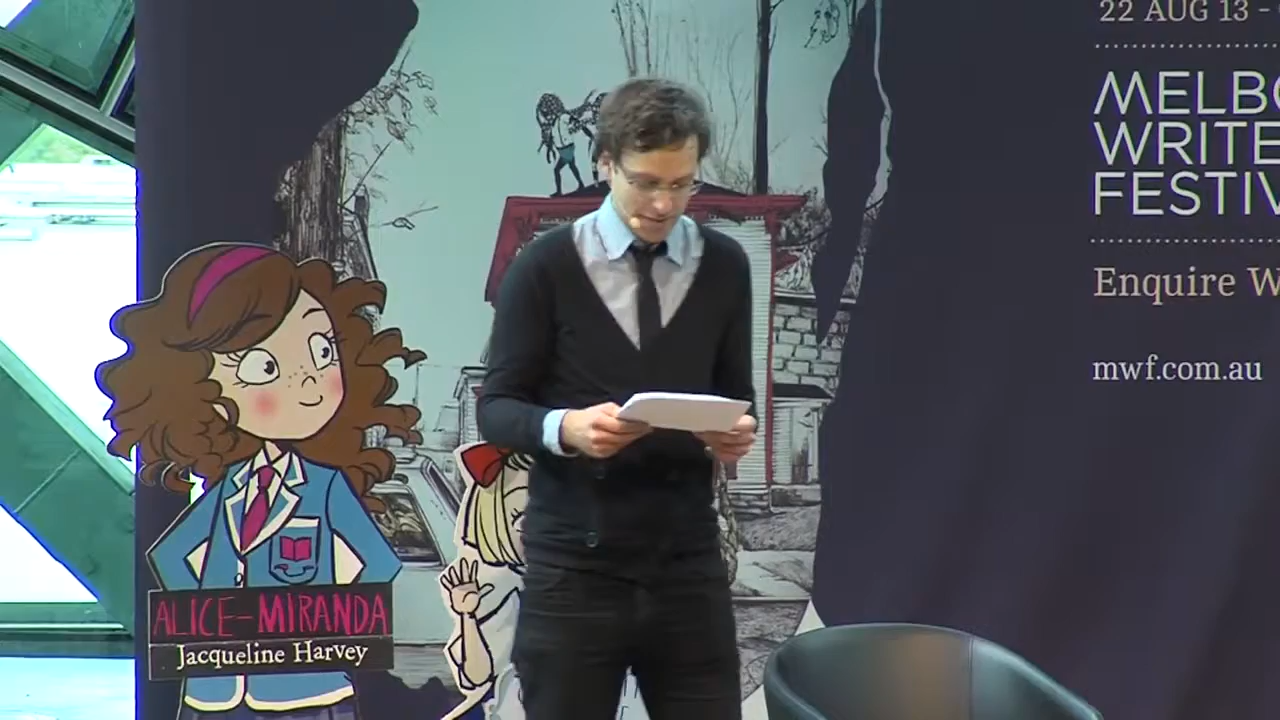 22 AUG 13 -
MELBO
WRITE
FESTIV
Enquire W
mwf.com.au
ALICE-MIRANDA
Jacqueline Harvey